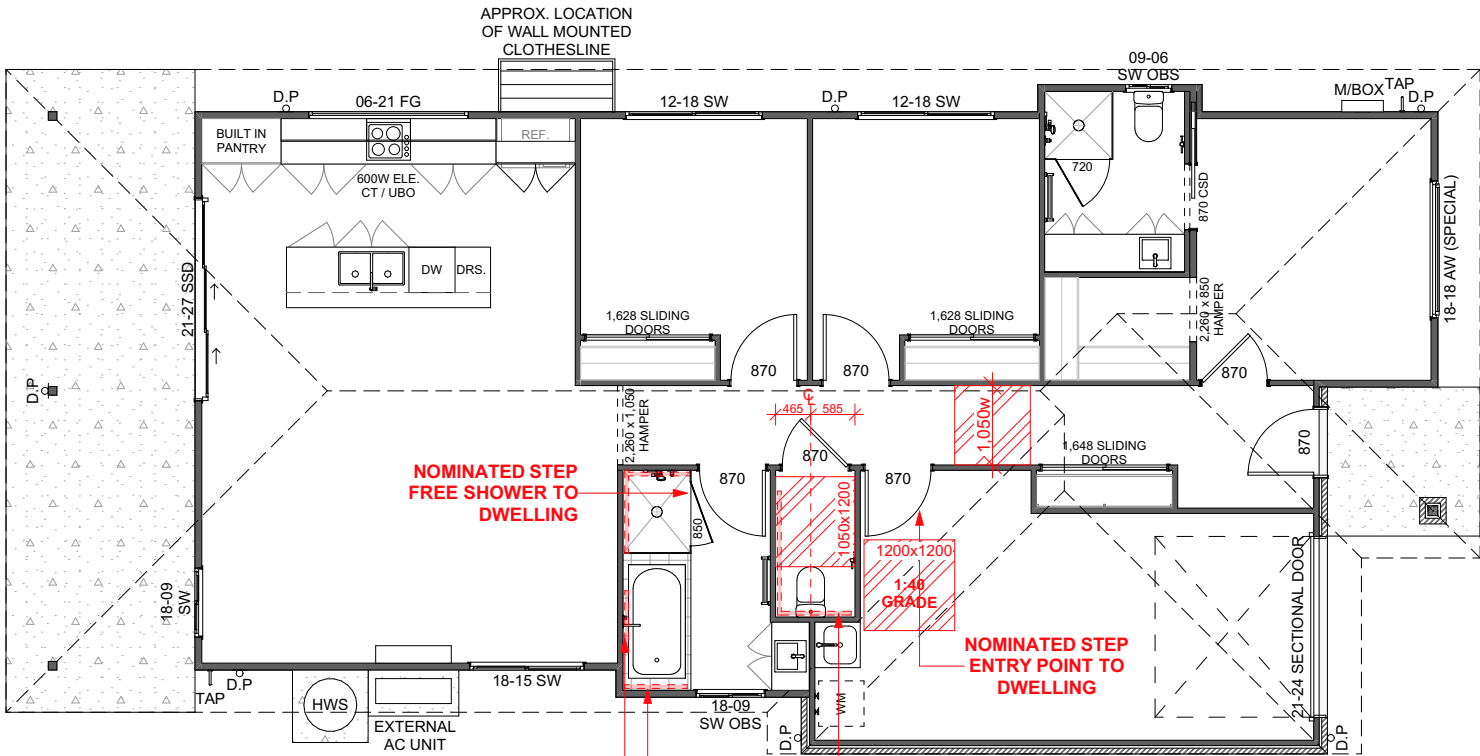 APPROX. LOCATION
OF WALL MOUNTED
CLOTHESLINE
09-06
SW OBS
D.P
06-21 FG
12-18 SW
D.P
12-18 SW
M/BOX
TAP
D.P
BUILT IN
PANTRY
REF.
600W ELE.
CT / UBO
720
870 CSD
18-18 AW (SPECIAL)
21-27 SSD
DW
DRS.
1,628 SLIDING
DOORS
1,628 SLIDING
DOORS
2,260 x 850
HAMPER
D.P
870
870
870
465
℄
585
1,050w
2,260 x 1,050
HAMPER
870
870
870
1,648 SLIDING
DOORS
870
NOMINATED STEP
FREE SHOWER TO
DWELLING
850
1050x1200
1200x1200
1:40
GRADE
18-09
SW
NOMINATED STEP
ENTRY POINT TO
DWELLING
21-24 SECTIONAL DOOR
TAP
D.P
18-15 SW
HWS
EXTERNAL
AC UNIT
18-09
SW OBS
WM
D.P
D.P